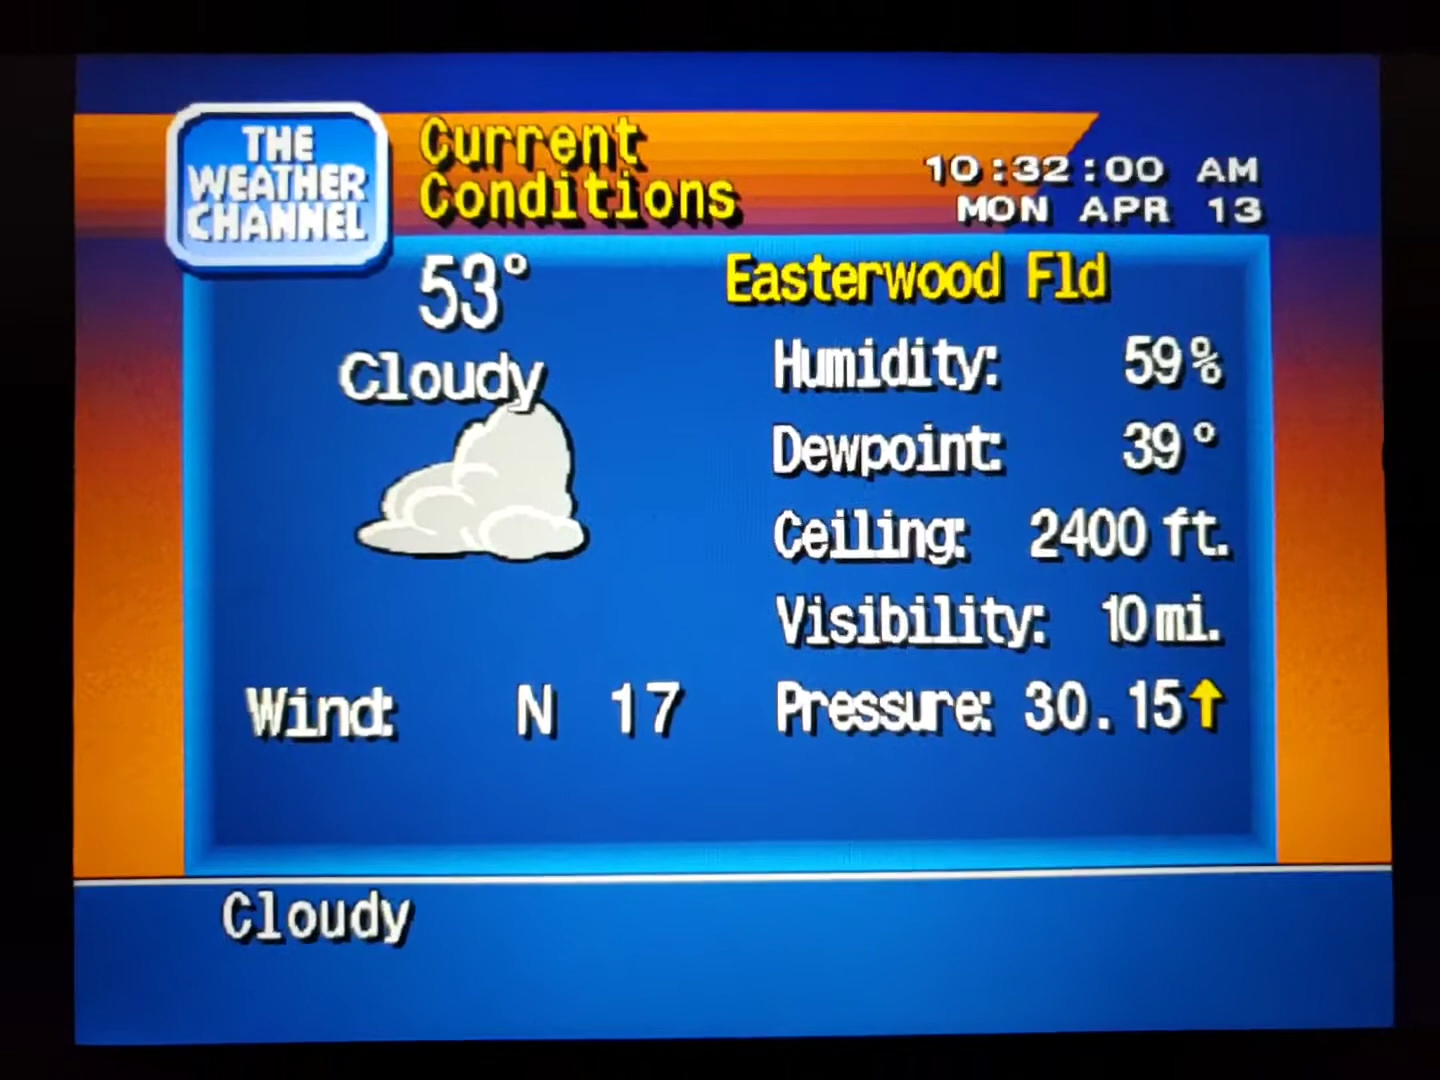 THE
WEATHER
CHANNEL
Current
Conditions
10:32:00 AM
MON APR 13
53°
Cloudy
Wind: N 17
Easterwood Fld
Humidity: 59%
Dewpoint: 39°
Ceiling: 2400 ft.
Visibility: 10 mi.
Pressure: 30.15↑
Cloudy